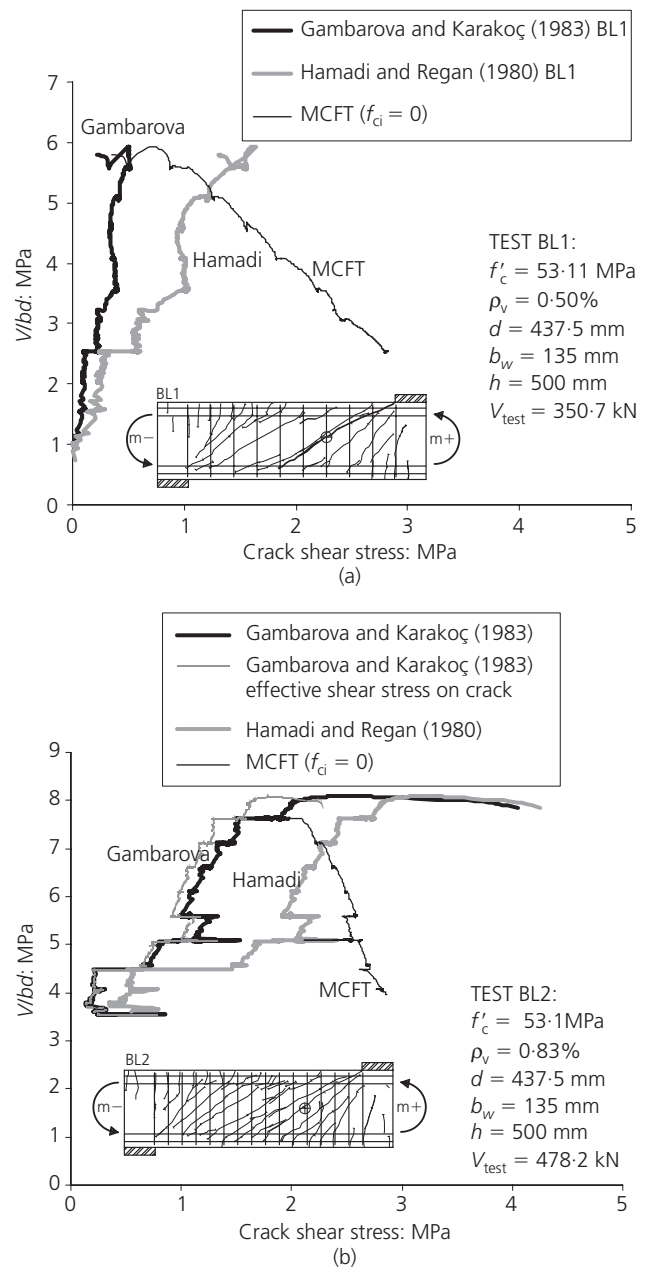 Gambarova and Karakoç (1983) BL1
Hamadi and Regan (1980) BL1
MCFT (fci = 0)
7
6
5
4
3
2
1
0
V/bd: MPa
Gambarova
Hamadi
MCFT
TEST BL1:
f′c = 53·11 MPa
ρv = 0·50%
d = 437·5 mm
bw = 135 mm
h = 500 mm
Vtest = 350·7 kN
BL1
m−
m+
0 1 2 3 4 5
Crack shear stress: MPa
(a)
Gambarova and Karakoç (1983)
Gambarova and Karakoç (1983)
effective shear stress on crack
Hamadi and Regan (1980)
MCFT (fci = 0)
9
8
7
6
5
4
3
2
1
0
V/bd: MPa
Gambarova
Hamadi
MCFT
TEST BL2:
f′c = 53·1MPa
ρv = 0·83%
d = 437·5 mm
bw = 135 mm
h = 500 mm
Vtest = 478·2 kN
BL2
m−
m+
0 1 2 3 4 5
Crack shear stress: MPa
(b)